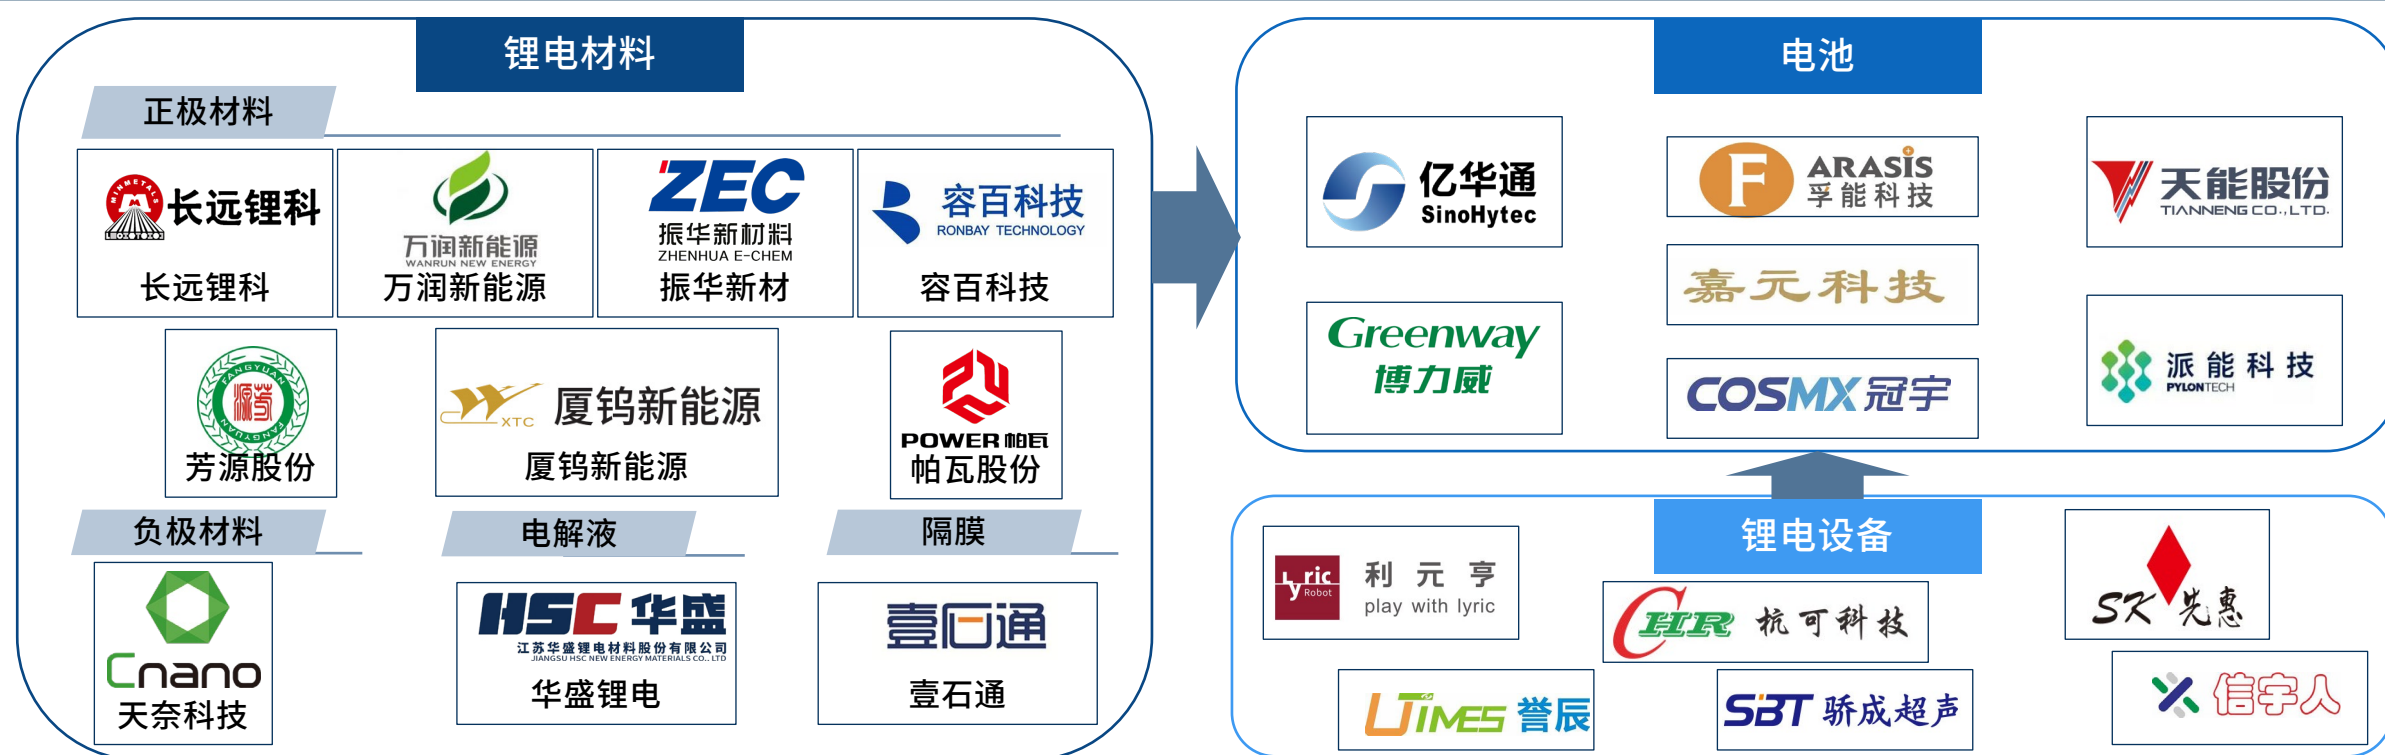 锂电材料
正极材料
MINMETALS
长远锂科
长远锂科
万润新能源
WANRUN NEW ENERGY
万润新能源
ZEC
振华新材料
ZHENHUA E-CHEM
振华新材
容百科技
RONBAY TECHNOLOGY
容百科技
FANGYUAN
源芳
FANGYUAN
芳源股份
XTC
厦钨新能源
厦钨新能源
POWER 帕瓦
帕瓦股份
负极材料
Cnano
天奈科技
电解液
HSC 华盛
江苏华盛锂电材料股份有限公司
JIANGSU HSC NEW ENERGY MATERIALS CO., LTD
华盛锂电
隔膜
壹石通
壹石通
电池
亿华通
SinoHytec
FARASIS
孚能科技
天能股份
TIANNENG CO.,LTD.
嘉元科技
Greenway
博力威
COSMX 冠宇
派能科技
PYLONTECH
锂电设备
Lyric
Robot
利元亨
play with lyric
CHR 杭可科技
SK 先惠
UTIMES 誉辰
SBT 骄成超声
信宇人